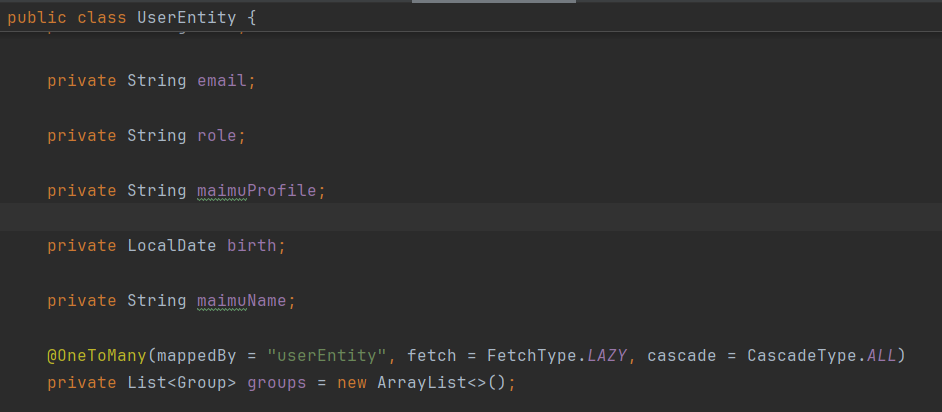 public class UserEntity {
private String email;
private String role;
private String maimuProfile;
private LocalDate birth;
private String maimuName;
@OneToMany(mappedBy = "userEntity", fetch = FetchType.LAZY, cascade = CascadeType.ALL)
private List<Group> groups = new ArrayList<>();